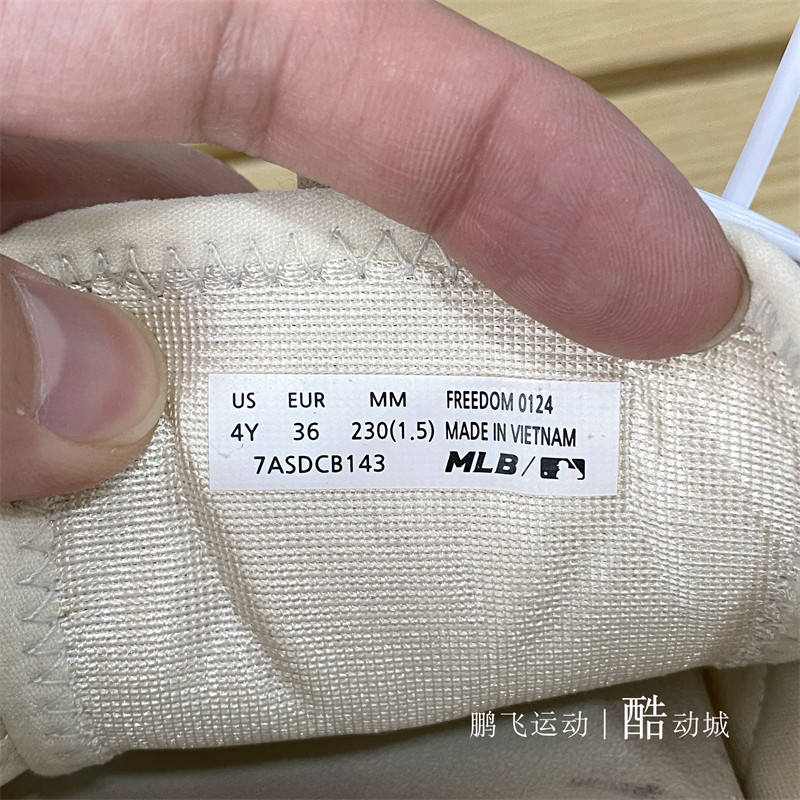 US EUR MM FREEDOM 0124
4Y 36 230(1.5) MADE IN VIETNAM
7ASDCB143 MLB/
鹏飞运动|酷动城